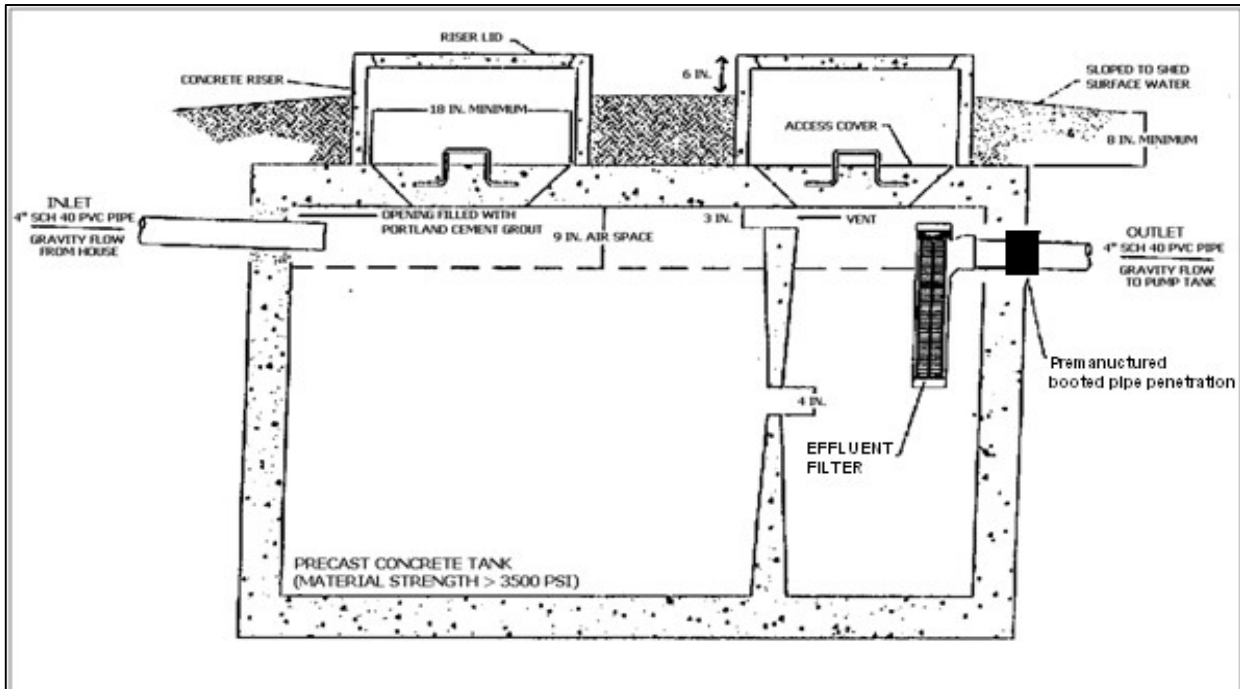 RISER LID
CONCRETE RISER
6 IN.
SLOPED TO SHED
SURFACE WATER
18 IN. MINIMUM
ACCESS COVER
8 IN. MINIMUM
INLET
4" SCH 40 PVC PIPE
GRAVITY FLOW
FROM HOUSE
OPENING FILLED WITH
PORTLAND CEMENT GROUT
9 IN. AIR SPACE
3 IN.
VENT
OUTLET
4" SCH 40 PVC PIPE
GRAVITY FLOW
TO PUMP TANK
Premanuctured
booted pipe penetration
4 IN.
EFFLUENT
FILTER
PRECAST CONCRETE TANK
(MATERIAL STRENGTH > 3500 PSI)